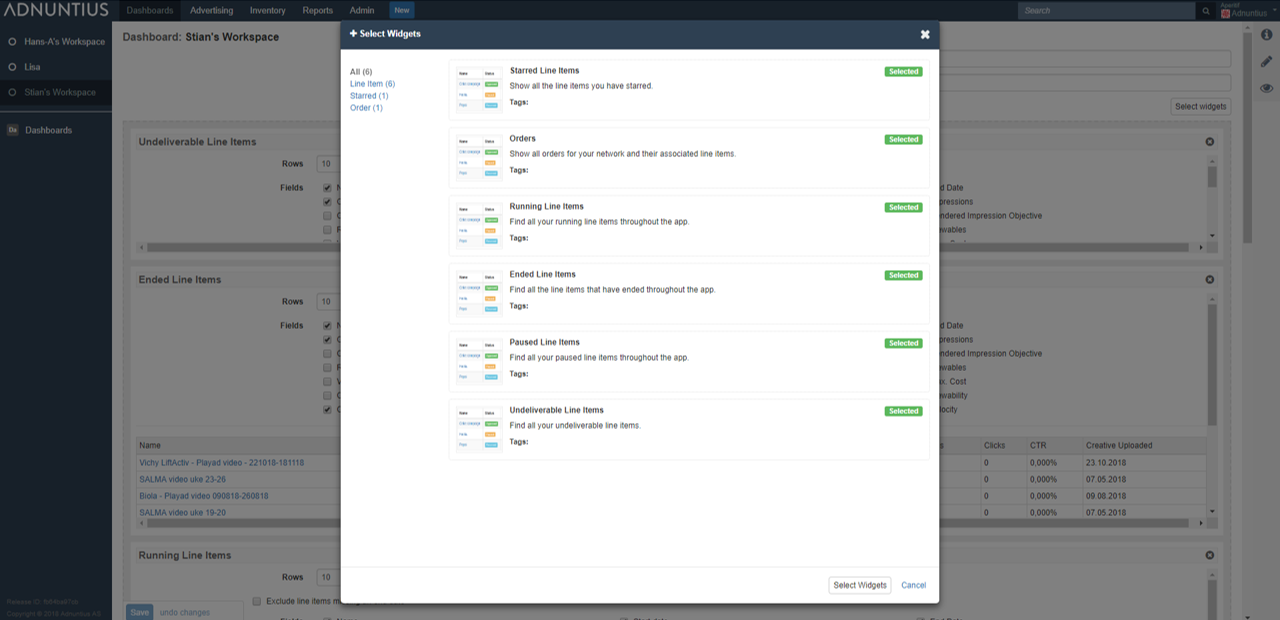 ADNUNTIUS
Dashboards
Advertising
Inventory
Reports
Admin
New
Search
Apentif
Adnuntius
Hans-A's Workspace
Lisa
Stian's Workspace
Da
Dashboards
Dashboard: Stian's Workspace
Select widgets
Select Widgets
All (6)
Line Item (6)
Starred (1)
Order (1)
Starred Line Items
Selected
Show all the line items you have starred.
Tags:
Orders
Selected
Show all orders for your network and their associated line items.
Tags:
Running Line Items
Selected
Find all your running line items throughout the app.
Tags:
Ended Line Items
Selected
Find all the line items that have ended throughout the app.
Tags:
Paused Line Items
Selected
Find all your paused line items throughout the app.
Tags:
Undeliverable Line Items
Selected
Find all your undeliverable line items.
Tags:
Select Widgets
Cancel
Undeliverable Line Items
Rows
10
Fields
d Date
pressions
ndered Impression Objective
wables
Ended Line Items
Rows
10
Fields
d Date
pressions
ndered Impression Objective
wables
x. Cost
wability
locity
Name
s
Clicks
CTR
Creative Uploaded
Vichy LiftActiv - Playad video - 221018-181118
0
0,000%
23.10.2018
SALMA video uke 23-26
0
0,000%
07.05.2018
Biola - Playad video 090818-260818
0
0,000%
09.08.2018
SALMA video uke 19-20
0
0,000%
07.05.2018
Running Line Items
Rows
10
Exclude line items m
Save
undo changes
Copyright © 2018 Adnuntius AS